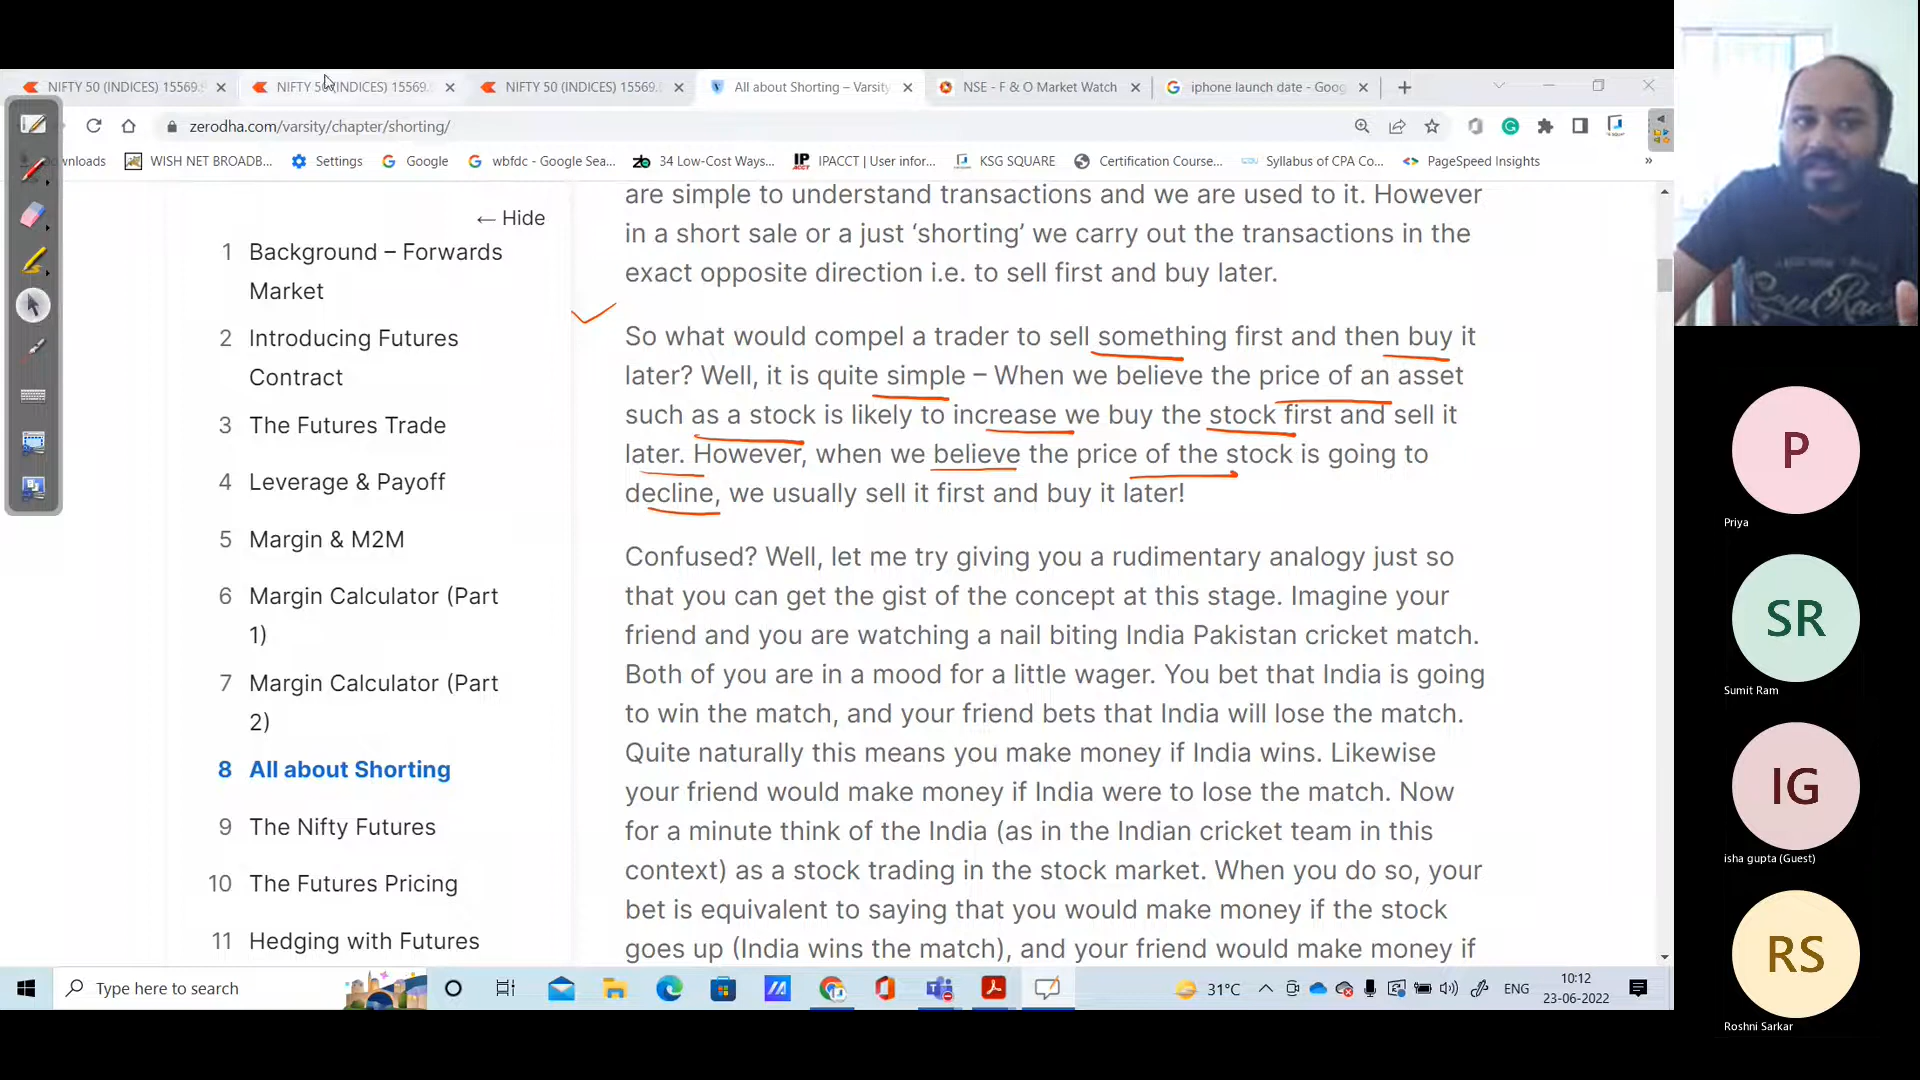 NIFTY 50 (INDICES) 15569.
NIFTY 50 (INDICES) 15569.
NIFTY 50 (INDICES) 15569.
All about Shorting – Varsity
NSE - F & O Market Watch
iphone launch date - Goog
zerodha.com/varsity/chapter/shorting/
ownloads
WISH NET BROADB...
Settings
Google
wbfdc - Google Sea...
34 Low-Cost Ways...
IPACCT | User infor...
KSG SQUARE
Certification Course...
Syllabus of CPA Co...
PageSpeed Insights
»
← Hide
1 Background – Forwards
Market
2 Introducing Futures
Contract
3 The Futures Trade
4 Leverage & Payoff
5 Margin & M2M
6 Margin Calculator (Part
1)
7 Margin Calculator (Part
2)
8 All about Shorting
9 The Nifty Futures
10 The Futures Pricing
11 Hedging with Futures
are simple to understand transactions and we are used to it. However
in a short sale or a just ‘shorting’ we carry out the transactions in the
exact opposite direction i.e. to sell first and buy later.
So what would compel a trader to sell something first and then buy it
later? Well, it is quite simple – When we believe the price of an asset
such as a stock is likely to increase we buy the stock first and sell it
later. However, when we believe the price of the stock is going to
decline, we usually sell it first and buy it later!
Confused? Well, let me try giving you a rudimentary analogy just so
that you can get the gist of the concept at this stage. Imagine your
friend and you are watching a nail biting India Pakistan cricket match.
Both of you are in a mood for a little wager. You bet that India is going
to win the match, and your friend bets that India will lose the match.
Quite naturally this means you make money if India wins. Likewise
your friend would make money if India were to lose the match. Now
for a minute think of the India (as in the Indian cricket team in this
context) as a stock trading in the stock market. When you do so, your
bet is equivalent to saying that you would make money if the stock
goes up (India wins the match), and your friend would make money if
P
Priya
SR
Sumit Ram
IG
isha gupta (Guest)
RS
Roshni Sarkar
Type here to search
31°C
ENG
10:12
23-06-2022